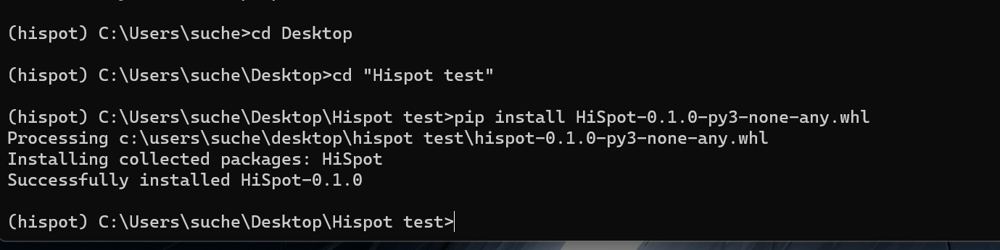 (hispot) C:\Users\suche>cd Desktop
(hispot) C:\Users\suche\Desktop>cd "Hispot test"
(hispot) C:\Users\suche\Desktop\Hispot test>pip install HiSpot-0.1.0-py3-none-any.whl
Processing c:\users\suche\desktop\hispot test\hispot-0.1.0-py3-none-any.whl
Installing collected packages: HiSpot
Successfully installed HiSpot-0.1.0
(hispot) C:\Users\suche\Desktop\Hispot test>